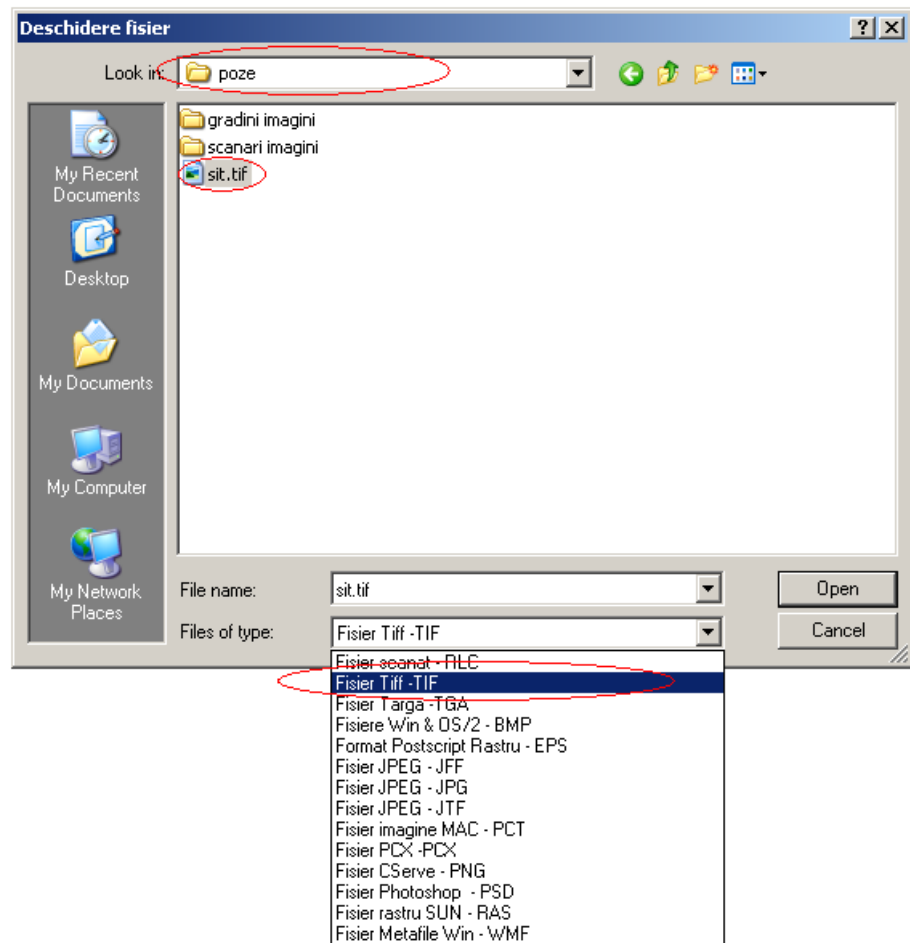 Deschidere fisier
Look in: poze
gradini imagini
scanari imagini
sit.tif
My Recent
Documents
Desktop
My Documents
My Computer
My Network
Places
File name: sit.tif Open
Files of type: Fisier Tiff -TIF Cancel
Fisier scanat - RLC
Fisier Tiff -TIF
Fisier Targa -TGA
Fisiere Win & OS/2 - BMP
Format Postscript Rastru - EPS
Fisier JPEG - JFF
Fisier JPEG - JPG
Fisier JPEG - JTF
Fisier imagine MAC - PCT
Fisier PCX -PCX
Fisier CServe - PNG
Fisier Photoshop - PSD
Fisier rastru SUN - RAS
Fisier Metafile Win - WMF